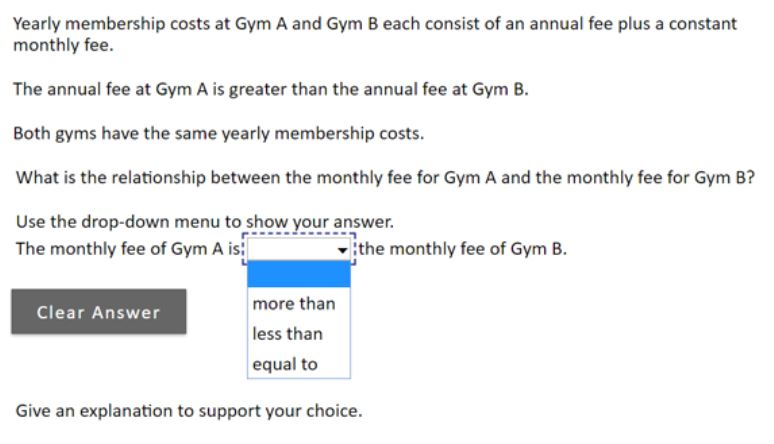 Yearly membership costs at Gym A and Gym B each consist of an annual fee plus a constant
monthly fee.
The annual fee at Gym A is greater than the annual fee at Gym B.
Both gyms have the same yearly membership costs.
What is the relationship between the monthly fee for Gym A and the monthly fee for Gym B?
Use the drop-down menu to show your answer.
The monthly fee of Gym A is the monthly fee of Gym B.
more than
less than
equal to
Clear Answer
Give an explanation to support your choice.